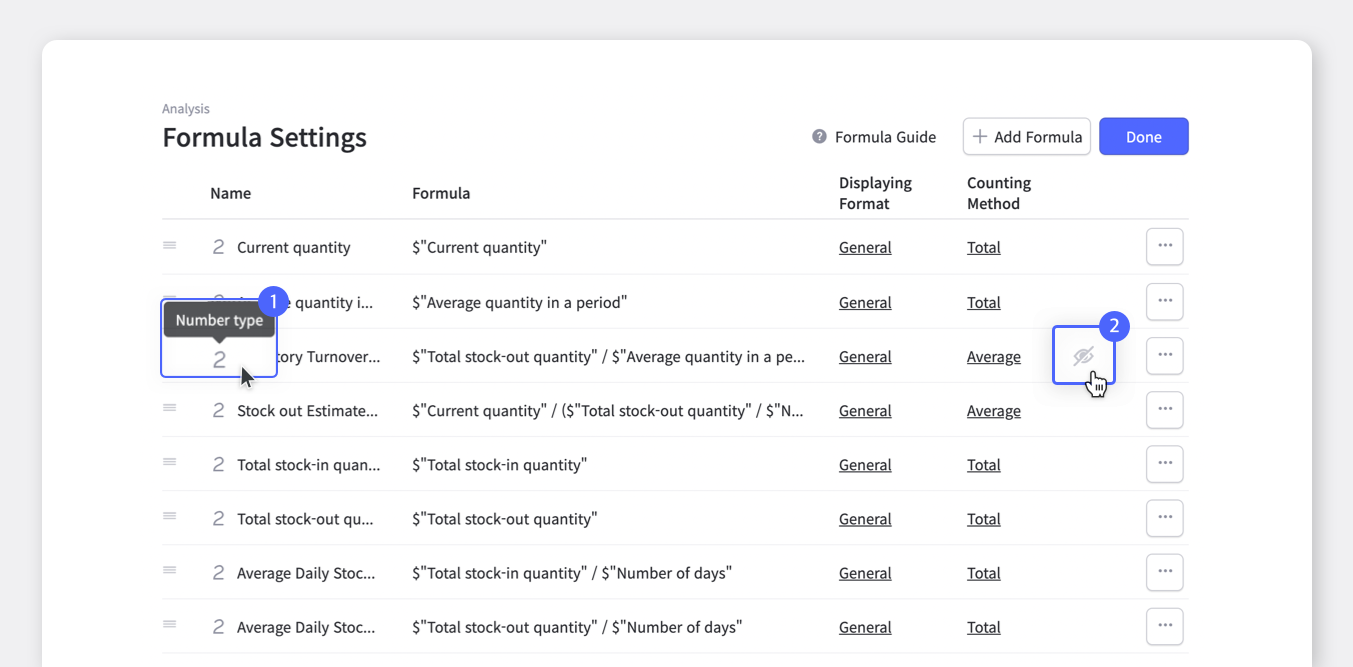 Analysis
Formula Settings
? Formula Guide
+ Add Formula
Done
Name Formula Displaying Format Counting Method
2 Current quantity $"Current quantity" General Total ...
quantity i... $"Average quantity in a period" General Total ...
1
Number type
2
2 tory Turnover... $"Total stock-out quantity" / $"Average quantity in a pe... General Average ...
2 Stock out Estimate... $"Current quantity" / ($"Total stock-out quantity" / $"N... General Average ...
2 Total stock-in quan... $"Total stock-in quantity" General Total ...
2 Total stock-out qu... $"Total stock-out quantity" General Total ...
2 Average Daily Stoc... $"Total stock-in quantity" / $"Number of days" General Total ...
2 Average Daily Stoc... $"Total stock-out quantity" / $"Number of days" General Total ...